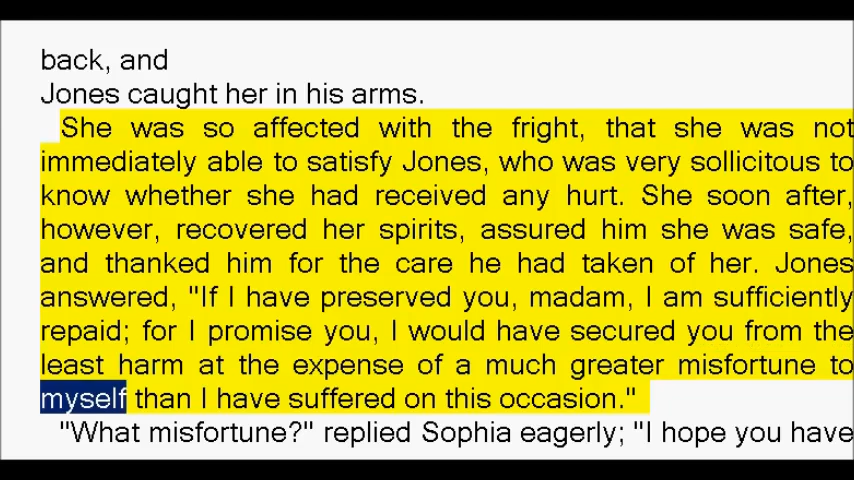 back, and
Jones caught her in his arms.
She was so affected with the fright, that she was not
immediately able to satisfy Jones, who was very sollicitous to
know whether she had received any hurt. She soon after,
however, recovered her spirits, assured him she was safe,
and thanked him for the care he had taken of her. Jones
answered, "If I have preserved you, madam, I am sufficiently
repaid; for I promise you, I would have secured you from the
least harm at the expense of a much greater misfortune to
myself than I have suffered on this occasion."
"What misfortune?" replied Sophia eagerly; "I hope you have